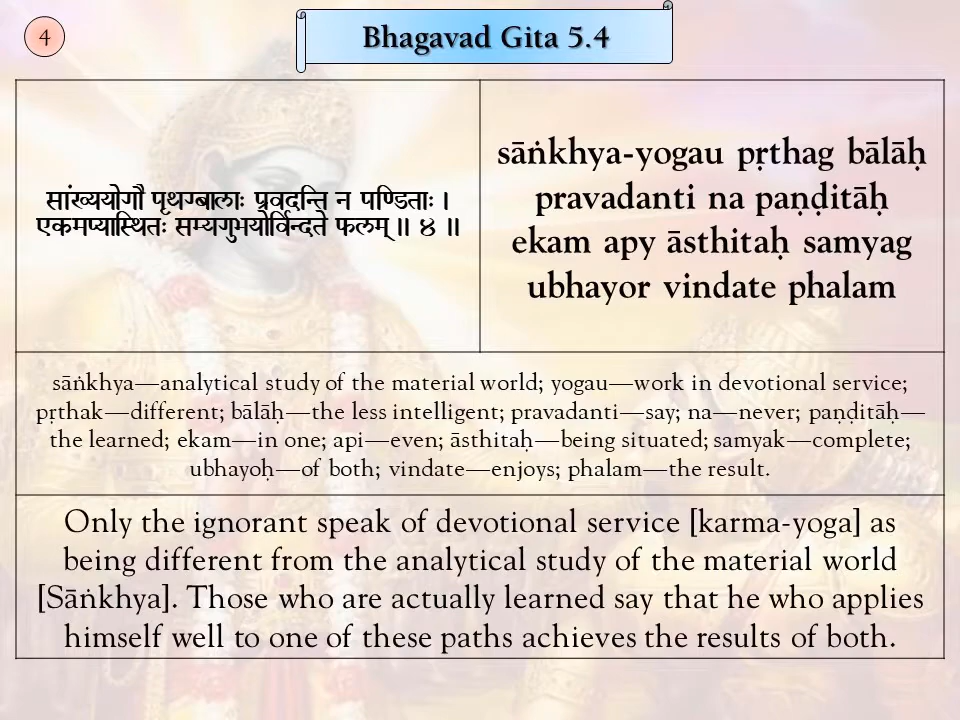 4
Bhagavad Gita 5.4
सांख्ययोगौ पृथग्बालाः प्रवदन्ति न पण्डिताः ।
एकमप्यास्थितः सम्यगुभयोर्विन्दते फलम् ॥ ४ ॥
sāṅkhya-yogau pṛthag bālāḥ
pravadanti na paṇḍitāḥ
ekam apy āsthitaḥ samyag
ubhayor vindate phalam
sāṅkhya—analytical study of the material world; yogau—work in devotional service;
pṛthak—different; bālāḥ—the less intelligent; pravadanti—say; na—never; paṇḍitāḥ—
the learned; ekam—in one; api—even; āsthitaḥ—being situated; samyak—complete;
ubhayoḥ—of both; vindate—enjoys; phalam—the result.
Only the ignorant speak of devotional service [karma-yoga] as
being different from the analytical study of the material world
[Sāṅkhya]. Those who are actually learned say that he who applies
himself well to one of these paths achieves the results of both.